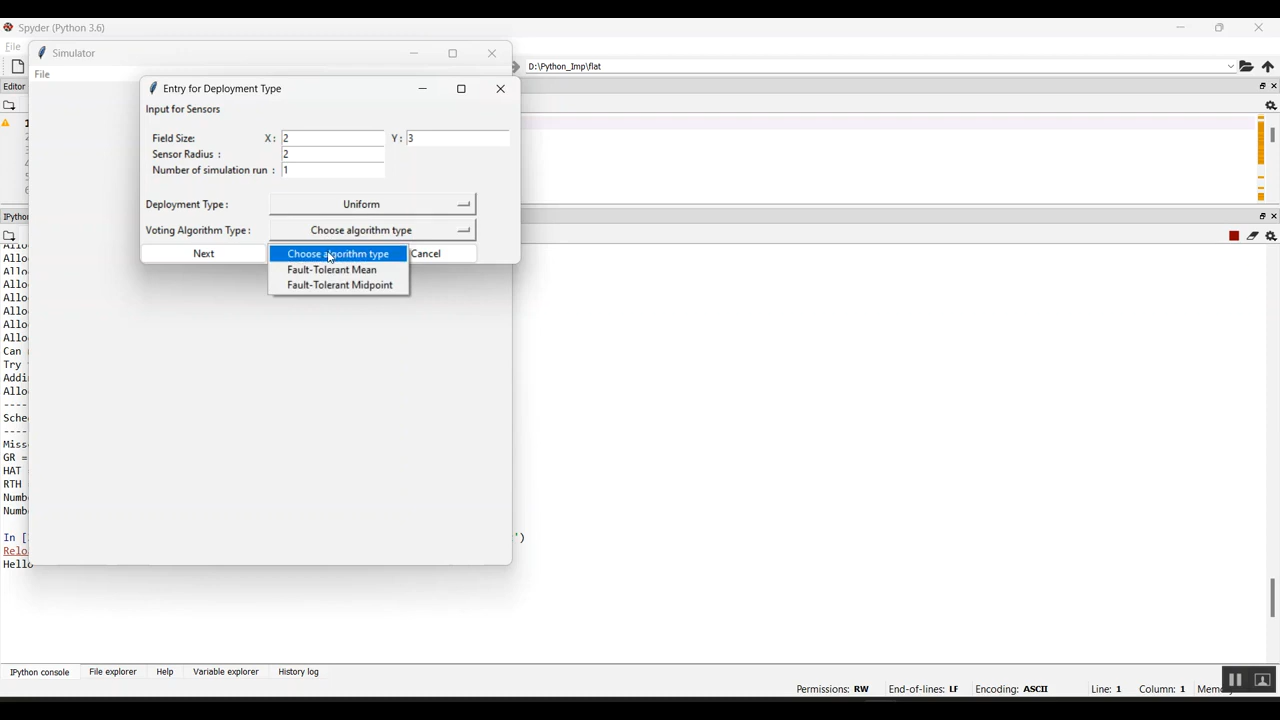 Spyder (Python 3.6)
File
Simulator
File
D:\Python_Imp\flat
Editor
Entry for Deployment Type
Input for Sensors
Field Size: X: 2 Y: 3
Sensor Radius : 2
Number of simulation run : 1
Deployment Type : Uniform
Voting Algorithm Type : Choose algorithm type
Next Choose algorithm type Cancel
Fault-Tolerant Mean
Fault-Tolerant Midpoint
1
IPython
Allo
Allo
Allo
Allo
Allo
Allo
Allo
Allo
Can
Try
Addi
Allo
----
Sche
----
Miss
GR =
HAT
RTH
Numb
Numb
In [ ')
Relo
Hello
IPython console File explorer Help Variable explorer History log
Permissions: RW End-of-lines: LF Encoding: ASCII Line: 1 Column: 1 Memory